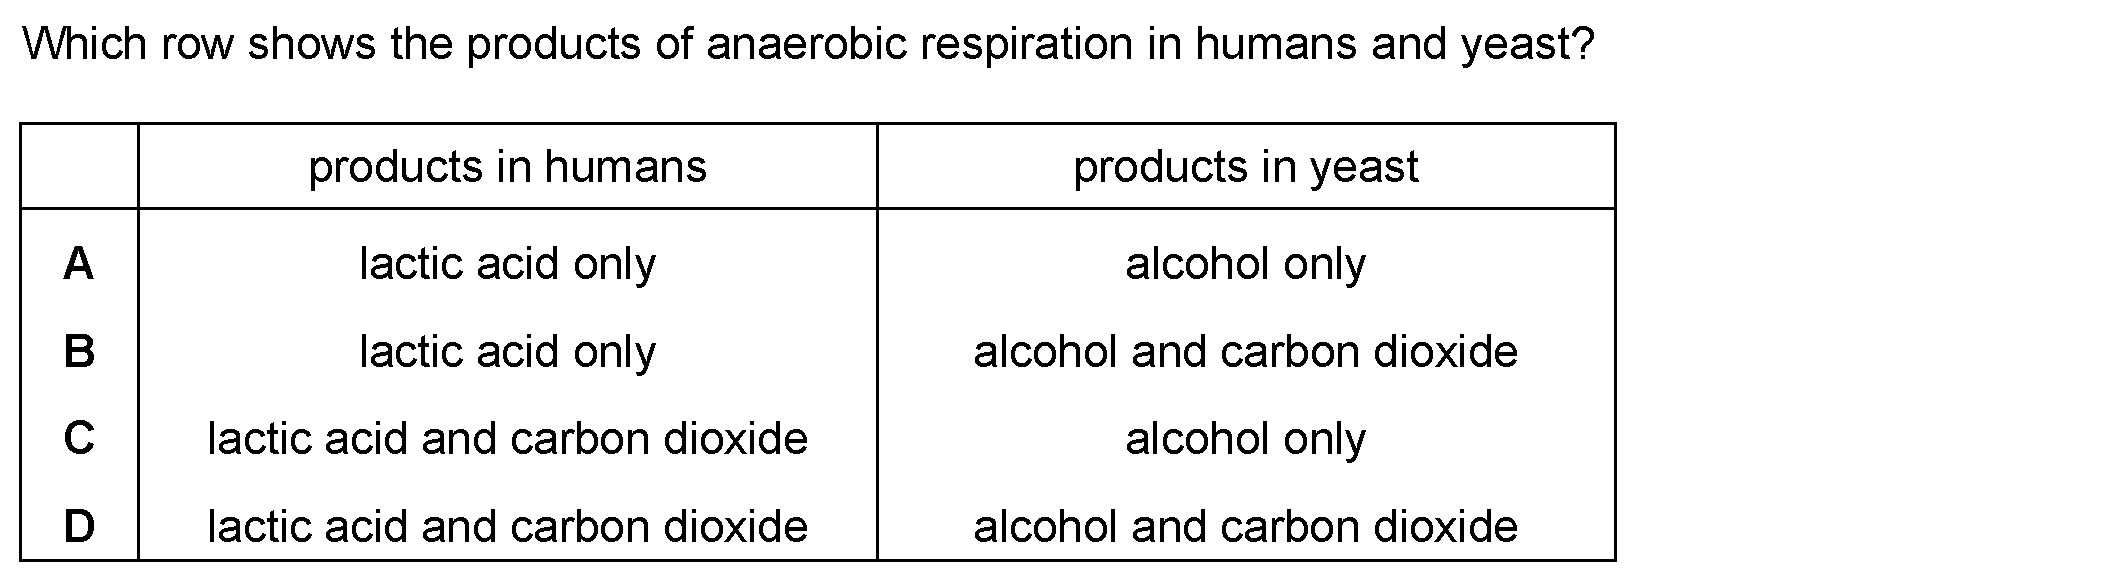 Which row shows the products of anaerobic respiration in humans and yeast?
products in humans products in yeast
A lactic acid only alcohol only
B lactic acid only alcohol and carbon dioxide
C lactic acid and carbon dioxide alcohol only
D lactic acid and carbon dioxide alcohol and carbon dioxide